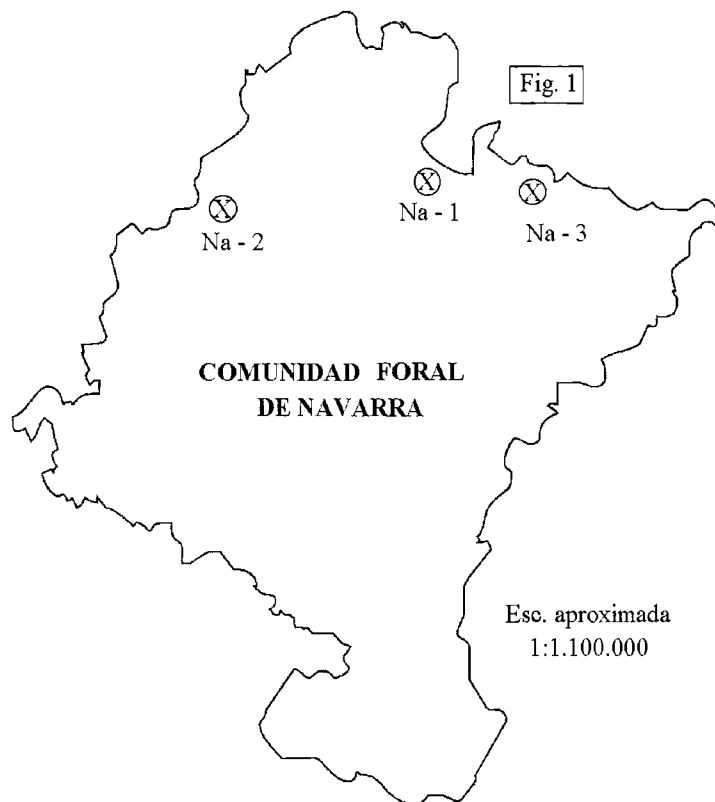 Fig. 1
X
Na - 1
X
Na - 2
X
Na - 3
COMUNIDAD FORAL
DE NAVARRA
Esc. aproximada
1:1.100.000